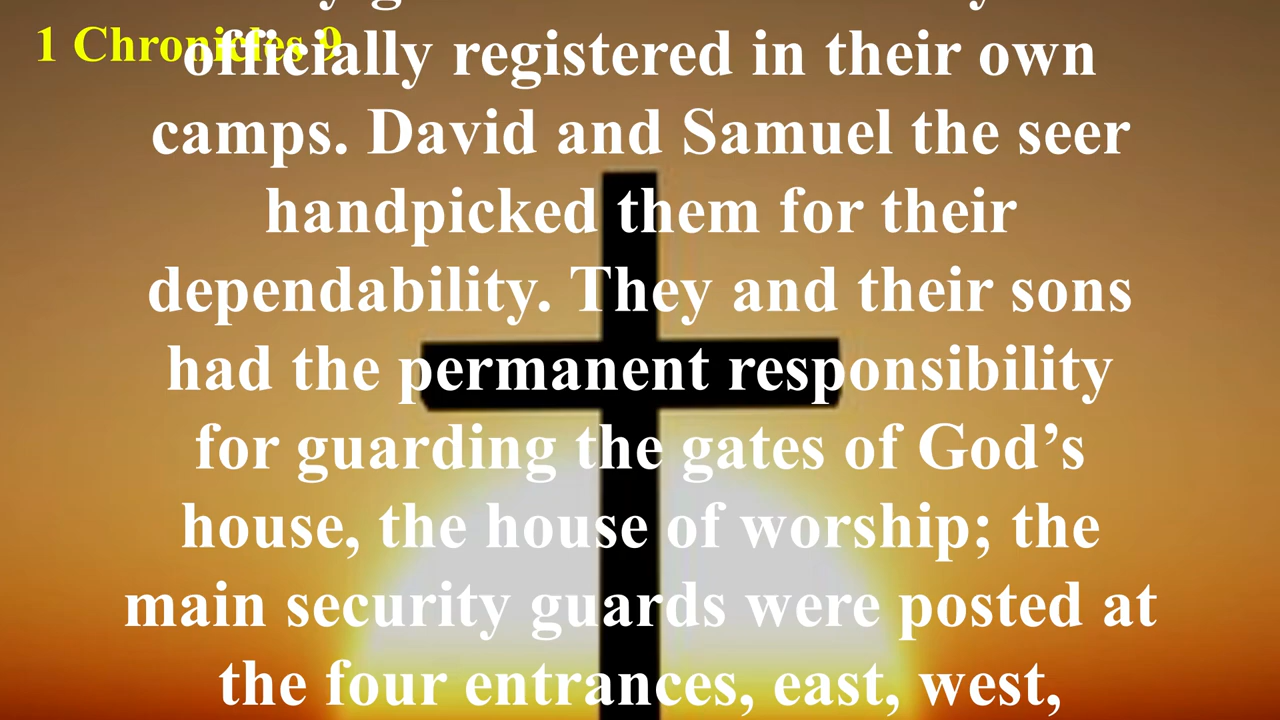 1 Chronicles 9
officially registered in their own
camps. David and Samuel the seer
handpicked them for their
dependability. They and their sons
had the permanent responsibility
for guarding the gates of God’s
house, the house of worship; the
main security guards were posted at
the four entrances, east, west,